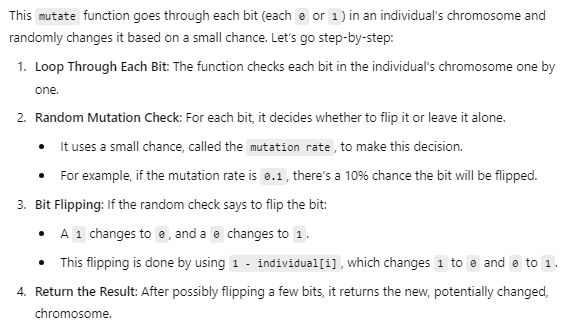 This mutate function goes through each bit (each 0 or 1) in an individual's chromosome and
randomly changes it based on a small chance. Let's go step-by-step:
1. Loop Through Each Bit: The function checks each bit in the individual's chromosome one by
one.
2. Random Mutation Check: For each bit, it decides whether to flip it or leave it alone.
• It uses a small chance, called the mutation rate, to make this decision.
• For example, if the mutation rate is 0.1, there's a 10% chance the bit will be flipped.
3. Bit Flipping: If the random check says to flip the bit:
• A 1 changes to 0, and a 0 changes to 1.
• This flipping is done by using 1 - individual[i], which changes 1 to 0 and 0 to 1.
4. Return the Result: After possibly flipping a few bits, it returns the new, potentially changed,
chromosome.